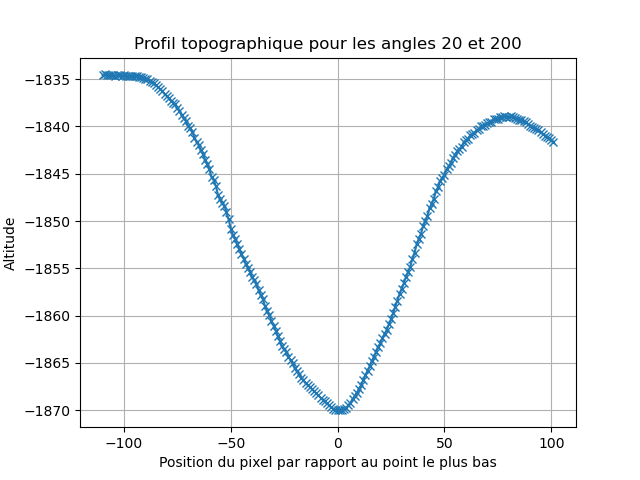 Profil topographique pour les angles 20 et 200
Altitude
−1835
−1840
−1845
−1850
−1855
−1860
−1865
−1870
−100 −50 0 50 100
Position du pixel par rapport au point le plus bas